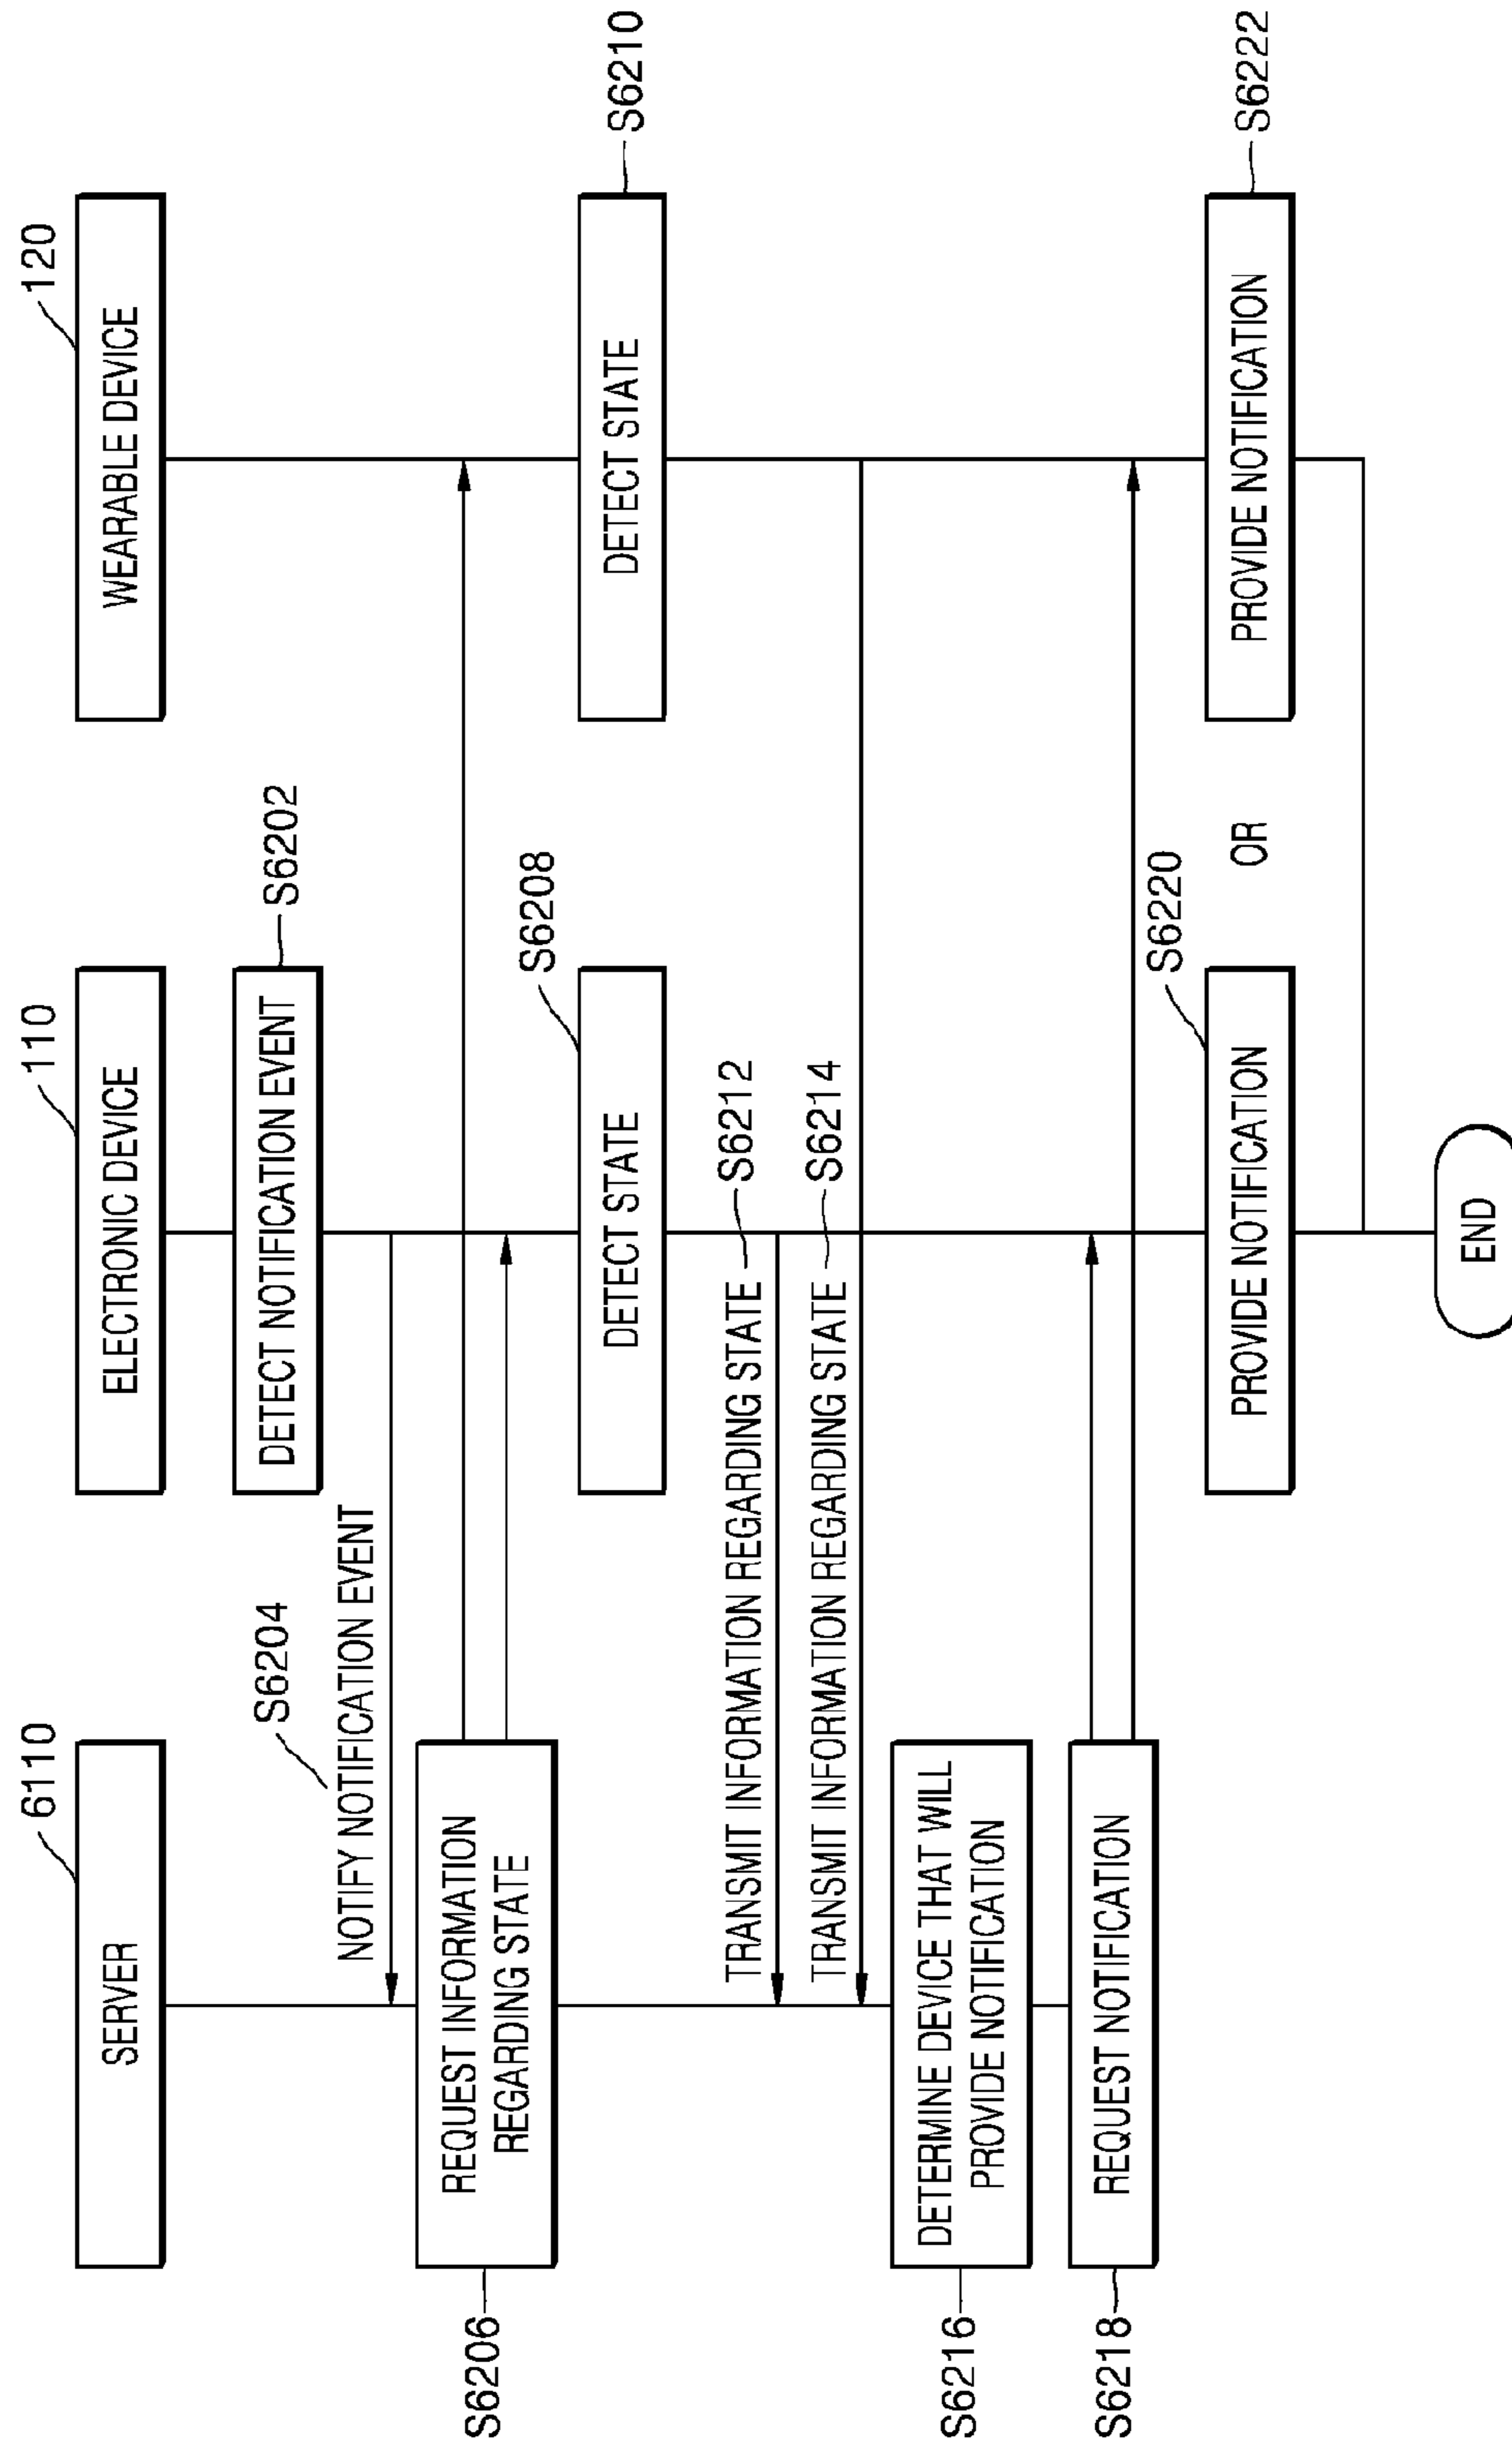 6110
110
120
SERVER
ELECTRONIC DEVICE
WEARABLE DEVICE
DETECT NOTIFICATION EVENT
S6202
S6204
NOTIFY NOTIFICATION EVENT
S6206
REQUEST INFORMATION
REGARDING STATE
S6208
DETECT STATE
DETECT STATE
S6210
TRANSMIT INFORMATION REGARDING STATE
S6212
TRANSMIT INFORMATION REGARDING STATE
S6214
S6216
DETERMINE DEVICE THAT WILL
PROVIDE NOTIFICATION
S6218
REQUEST NOTIFICATION
S6220
PROVIDE NOTIFICATION
OR
PROVIDE NOTIFICATION
S6222
END